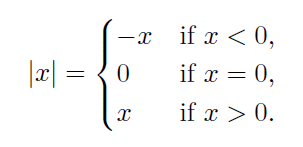 −x if x < 0,
|x| = { 0 if x = 0,
x if x > 0.